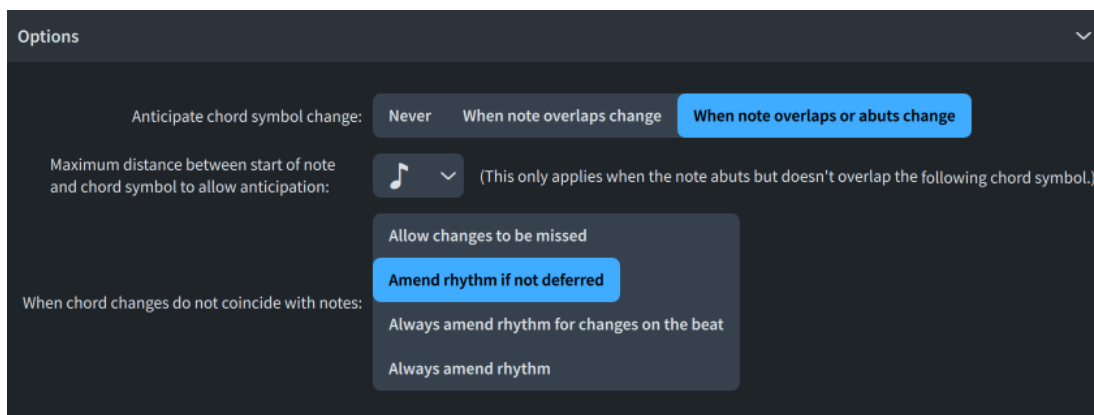 Options
Anticipate chord symbol change: Never When note overlaps change When note overlaps or abuts change
Maximum distance between start of note
and chord symbol to allow anticipation:
(This only applies when the note abuts but doesn't overlap the following chord symbol.)
When chord changes do not coincide with notes:
Allow changes to be missed
Amend rhythm if not deferred
Always amend rhythm for changes on the beat
Always amend rhythm